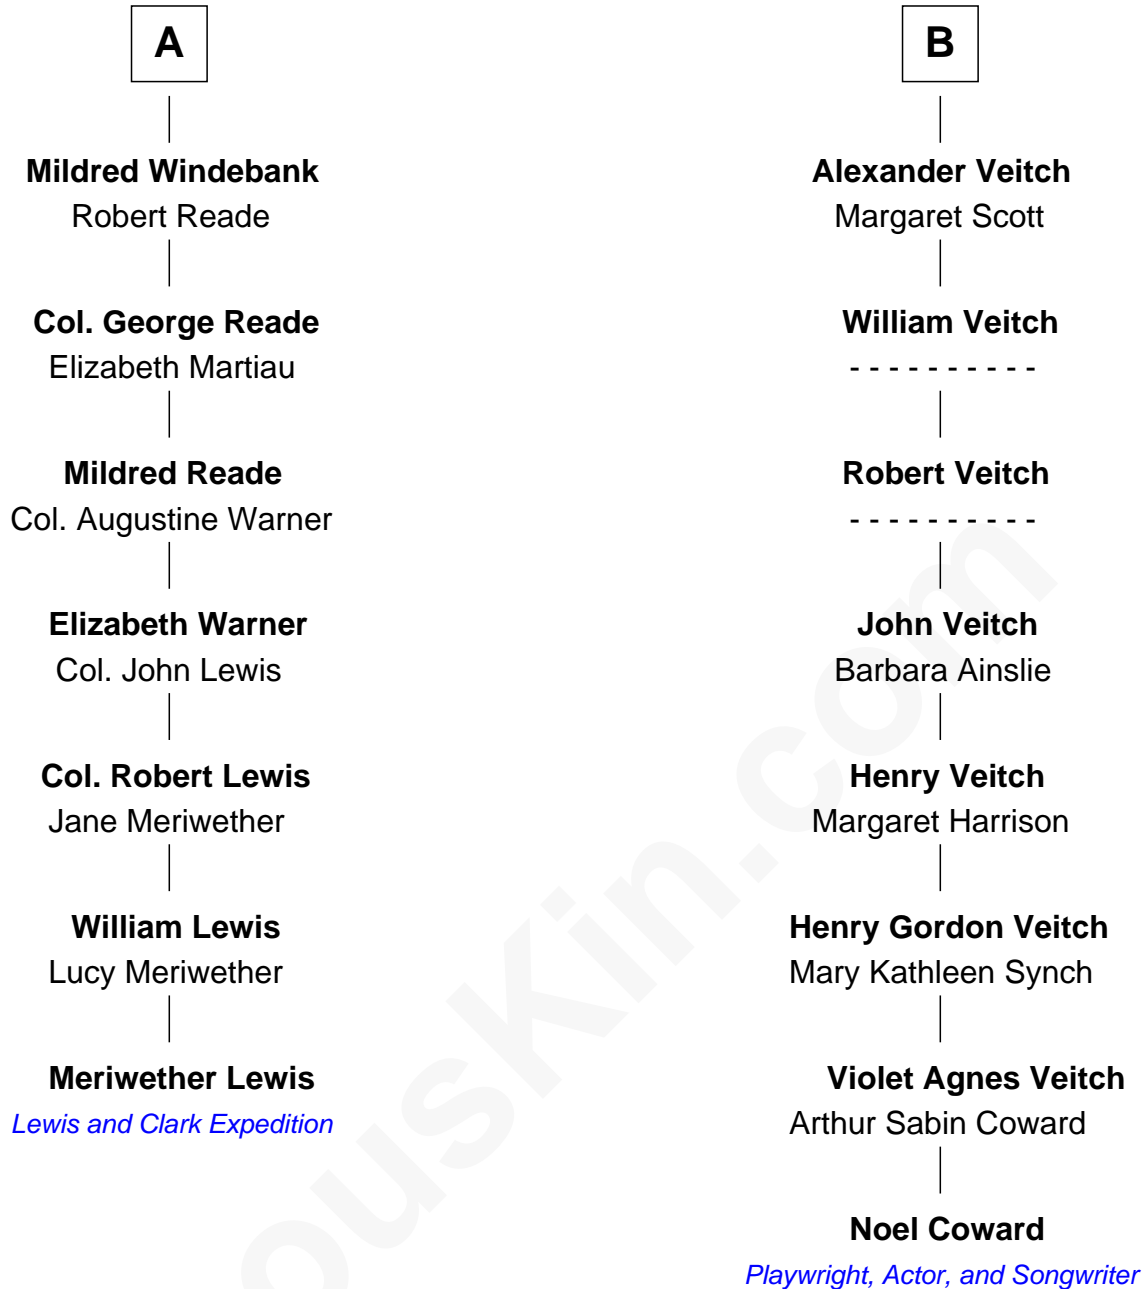 A
Mildred Windebank
Robert Reade
Col. George Reade
Elizabeth Martiau
Mildred Reade
Col. Augustine Warner
Elizabeth Warner
Col. John Lewis
Col. Robert Lewis
Jane Meriwether
William Lewis
Lucy Meriwether
Meriwether Lewis
Lewis and Clark Expedition
B
Alexander Veitch
Margaret Scott
William Veitch
- - - - - - - - - -
Robert Veitch
- - - - - - - - - -
John Veitch
Barbara Ainslie
Henry Veitch
Margaret Harrison
Henry Gordon Veitch
Mary Kathleen Synch
Violet Agnes Veitch
Arthur Sabin Coward
Noel Coward
Playwright, Actor, and Songwriter
ousKin.com